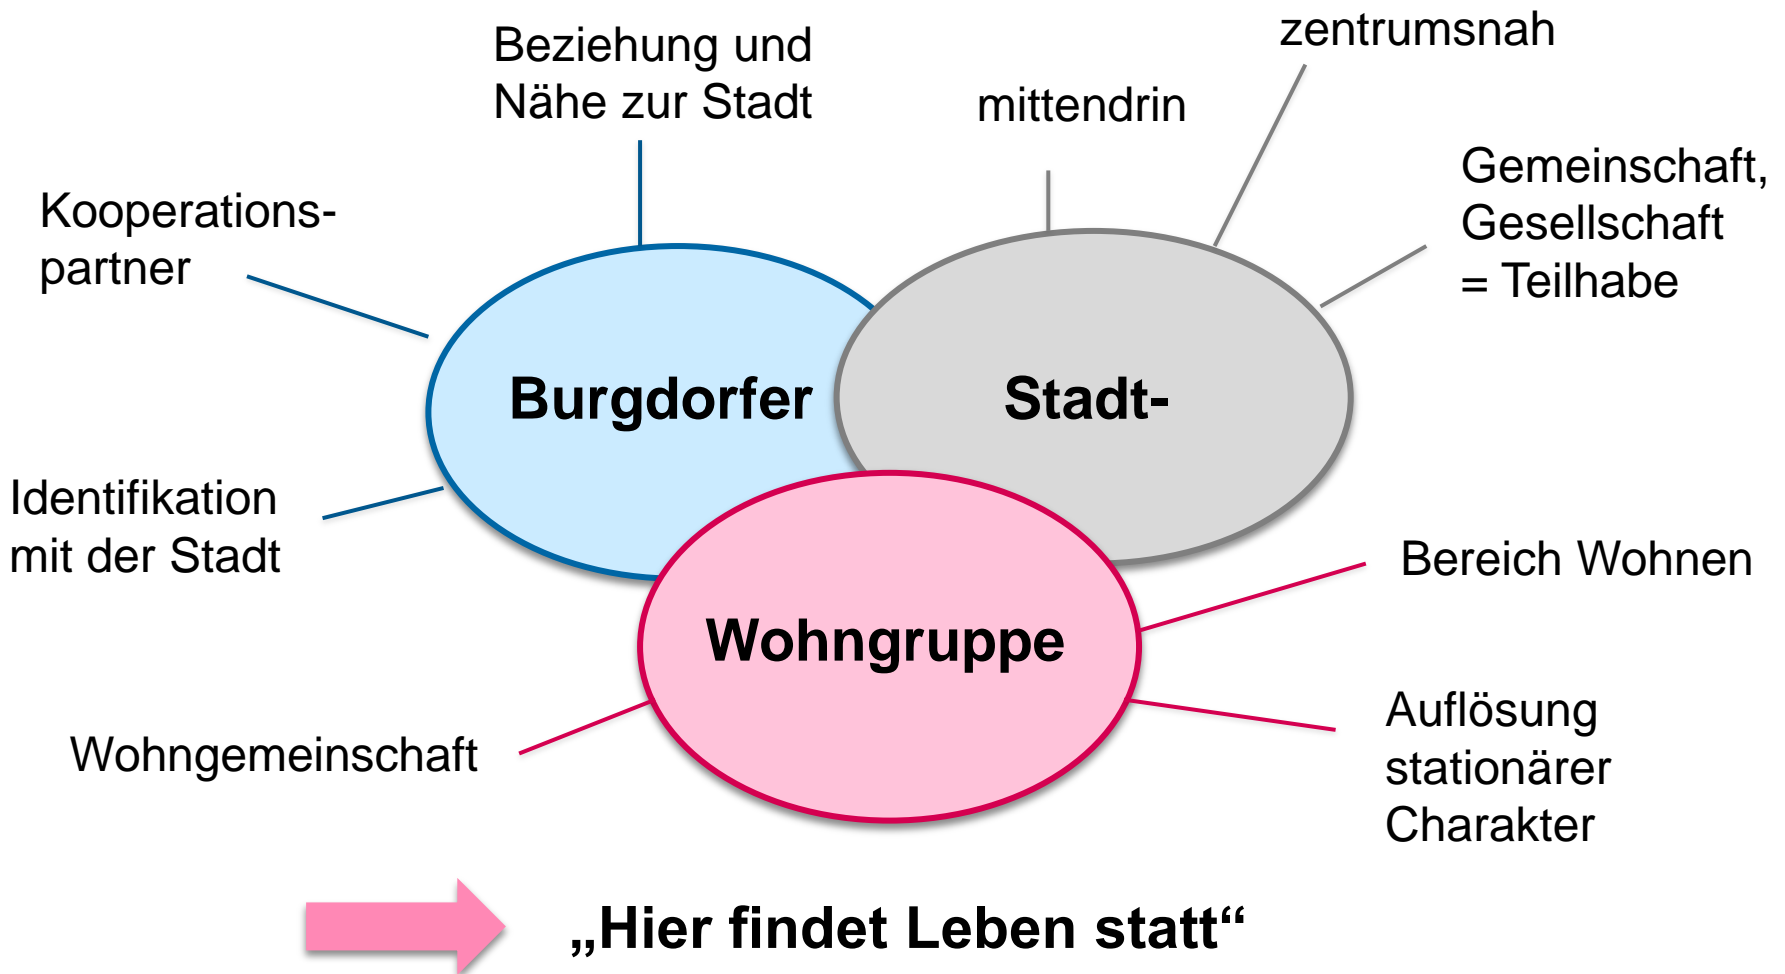 zentrumsnah
Beziehung und
Nähe zur Stadt
mittendrin
Gemeinschaft,
Gesellschaft
= Teilhabe
Kooperations-
partner
Burgdorfer
Stadt-
Identifikation
mit der Stadt
Bereich Wohnen
Wohngruppe
Wohngemeinschaft
Auflösung
stationärer
Charakter
„Hier findet Leben statt“